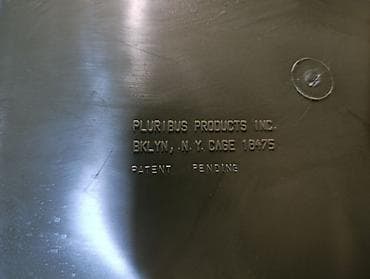 PLURIBUS PRODUCTS INC.
BKLYN, .N.Y. CAGE 18475
PATENT PENDING